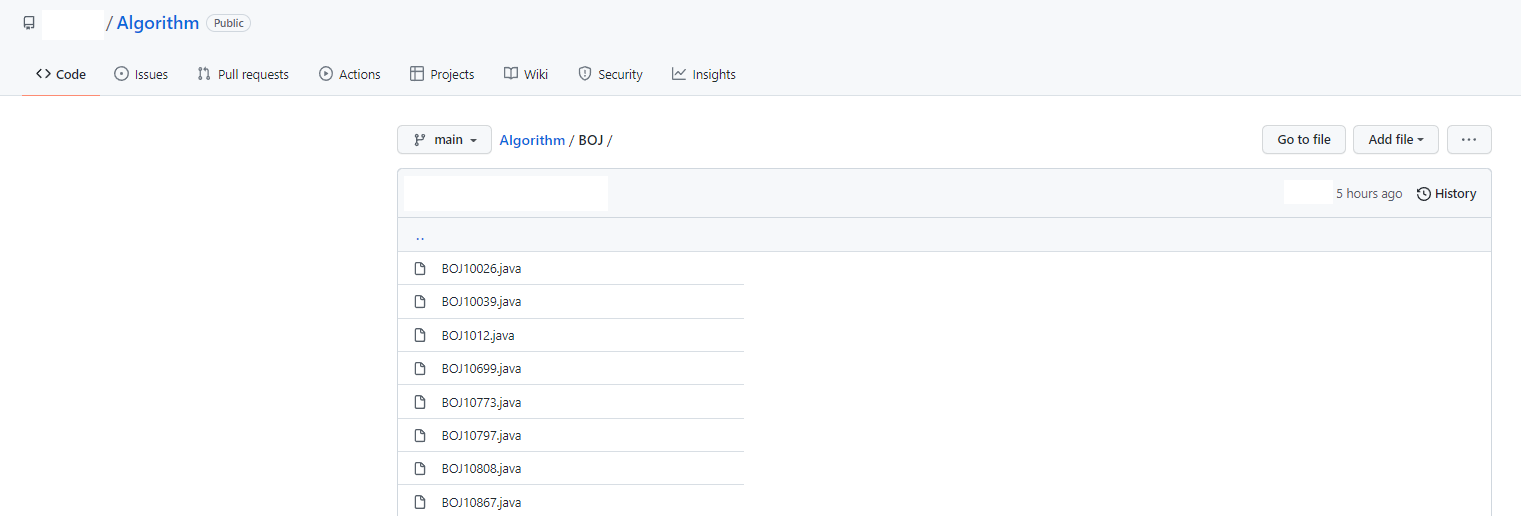 / Algorithm Public
Code Issues Pull requests Actions Projects Wiki Security Insights
main Algorithm / BOJ / Go to file Add file ...
5 hours ago History
..
BOJ10026.java
BOJ10039.java
BOJ1012.java
BOJ10699.java
BOJ10773.java
BOJ10797.java
BOJ10808.java
BOJ10867.java